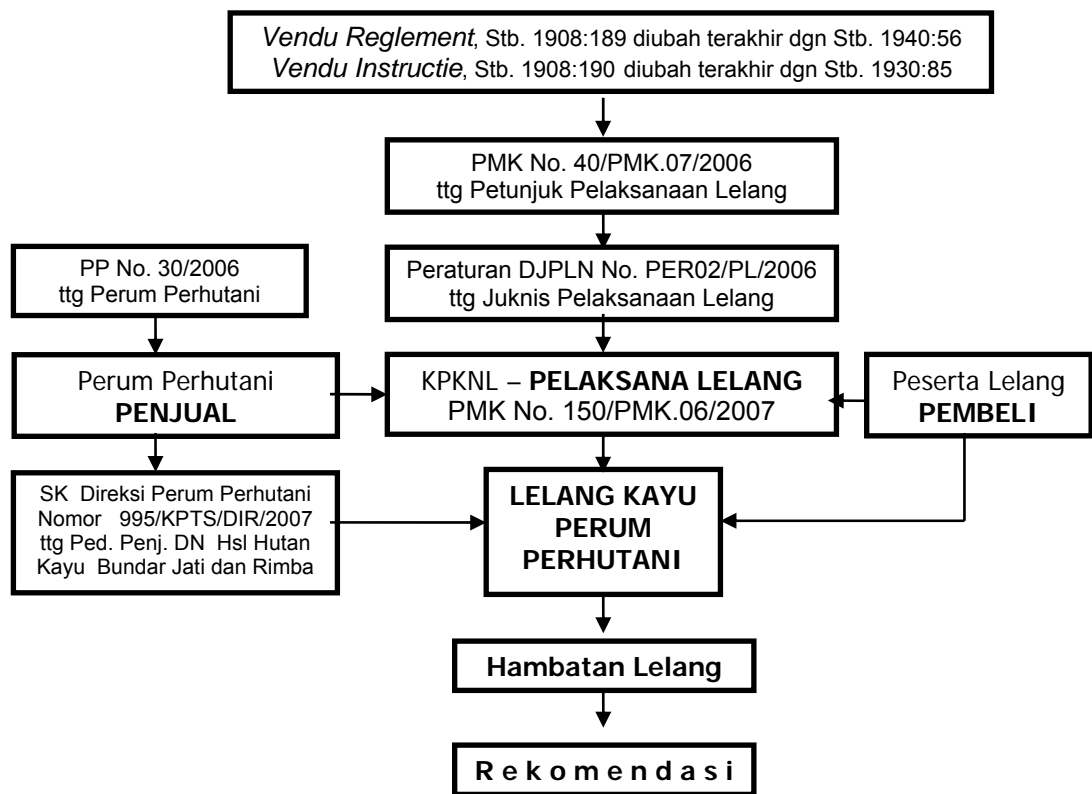 Vendu Reglement, Stb. 1908:189 diubah terakhir dgn Stb. 1940:56
Vendu Instructie, Stb. 1908:190 diubah terakhir dgn Stb. 1930:85
PMK No. 40/PMK.07/2006
ttg Petunjuk Pelaksanaan Lelang
PP No. 30/2006
ttg Perum Perhutani
Peraturan DJPLN No. PER02/PL/2006
ttg Juknis Pelaksanaan Lelang
Perum Perhutani
PENJUAL
KPKNL – PELAKSANA LELANG
PMK No. 150/PMK.06/2007
Peserta Lelang
PEMBELI
SK Direksi Perum Perhutani
Nomor 995/KPTS/DIR/2007
ttg Ped. Penj. DN Hsl Hutan
Kayu Bundar Jati dan Rimba
LELANG KAYU
PERUM
PERHUTANI
Hambatan Lelang
Rekomendasi